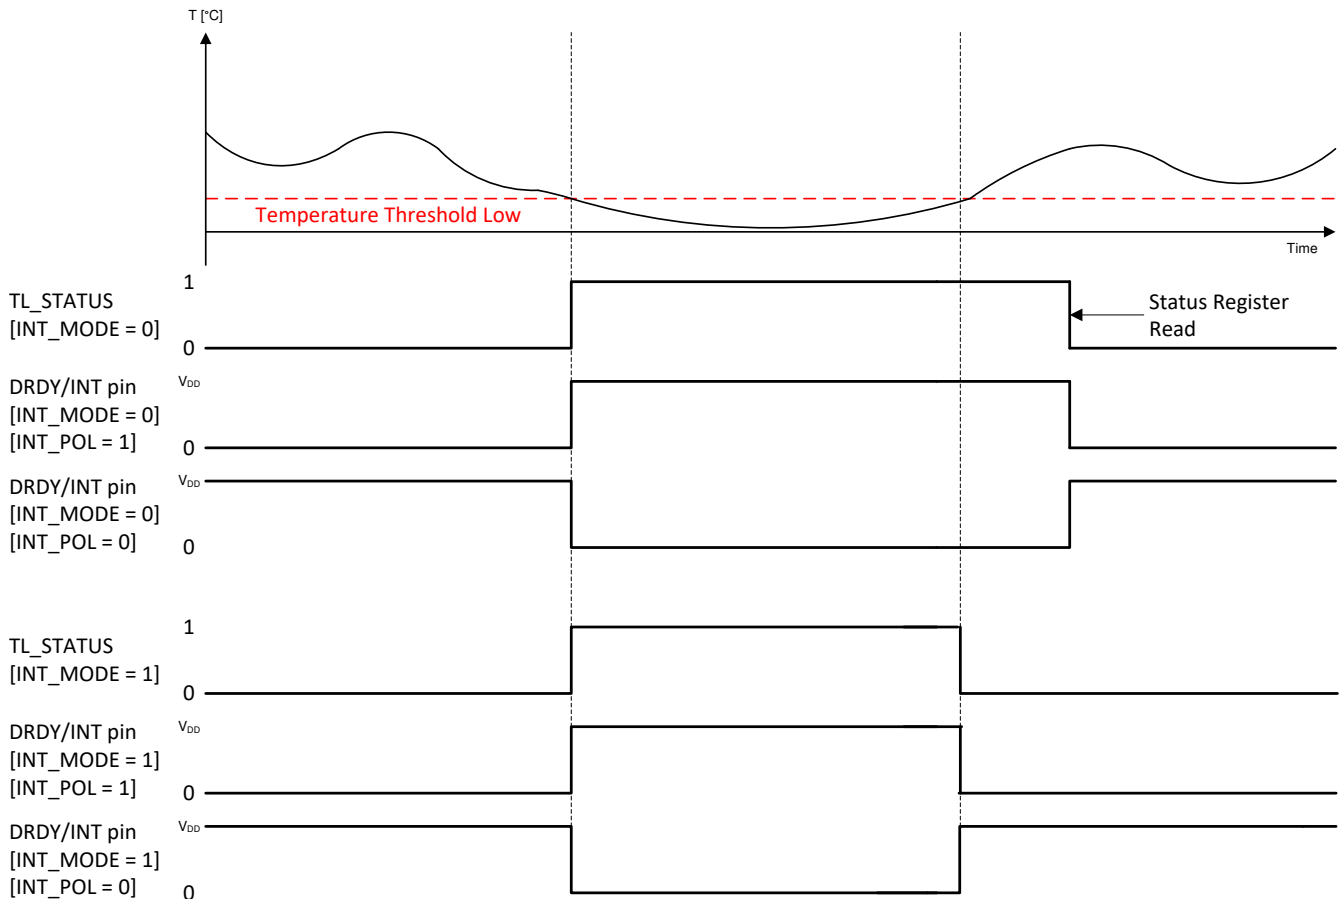 T [°C]
Temperature Threshold Low
Time
TL_STATUS
[INT_MODE = 0]
1
0
Status Register
Read
DRDY/INT pin
[INT_MODE = 0]
[INT_POL = 1]
VDD
0
DRDY/INT pin
[INT_MODE = 0]
[INT_POL = 0]
VDD
0
TL_STATUS
[INT_MODE = 1]
1
0
DRDY/INT pin
[INT_MODE = 1]
[INT_POL = 1]
VDD
0
DRDY/INT pin
[INT_MODE = 1]
[INT_POL = 0]
VDD
0